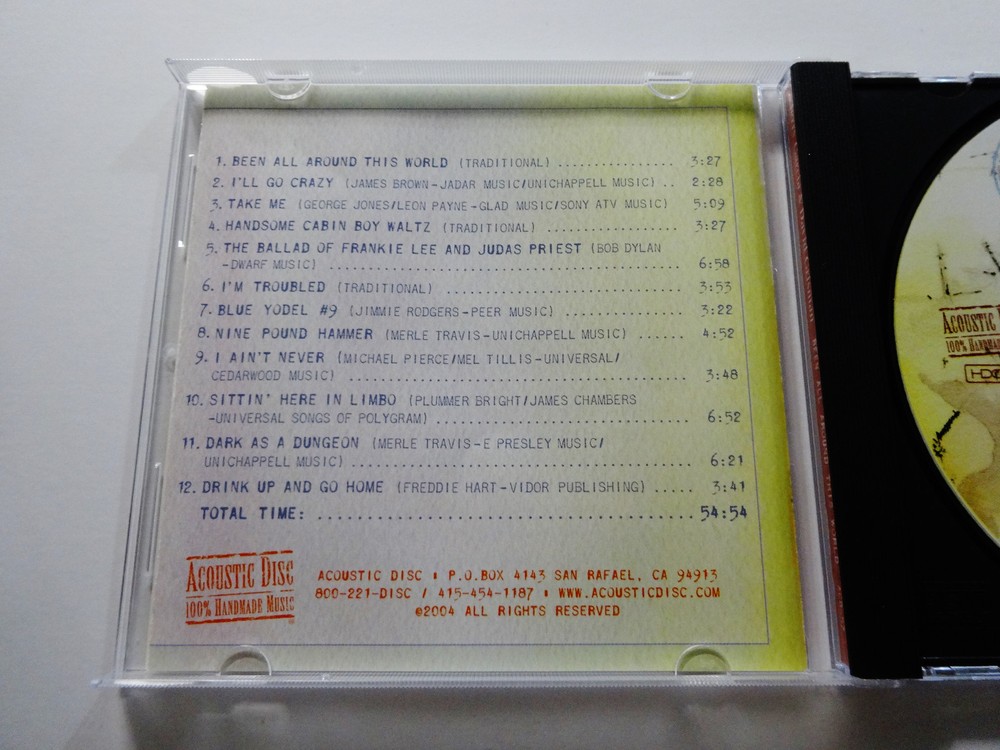 1. BEEN ALL AROUND THIS WORLD (TRADITIONAL) ................ 3:27
2. I'LL GO CRAZY (JAMES BROWN-JADAR MUSIC/UNICHAPPELL MUSIC) .. 2:28
3. TAKE ME (GEORGE JONES/LEON PAYNE-GLAD MUSIC/SONY ATV MUSIC) 5:09
4. HANDSOME CABIN BOY WALTZ (TRADITIONAL) .................. 3:27
5. THE BALLAD OF FRANKIE LEE AND JUDAS PRIEST (BOB DYLAN
-DWARF MUSIC) ................................................ 6:58
6. I'M TROUBLED (TRADITIONAL) ................................ 3:53
7. BLUE YODEL #9 (JIMMIE RODGERS-PEER MUSIC) ................ 3:22
8. NINE POUND HAMMER (MERLE TRAVIS-UNICHAPPELL MUSIC) ...... 4:52
9. I AIN'T NEVER (MICHAEL PIERCE/MEL TILLIS-UNIVERSAL/
CEDARWOOD MUSIC) ............................................. 3:48
10. SITTIN' HERE IN LIMBO (PLUMMER BRIGHT/JAMES CHAMBERS
-UNIVERSAL SONGS OF POLYGRAM) ................................ 6:52
11. DARK AS A DUNGEON (MERLE TRAVIS-E PRESLEY MUSIC/
UNICHAPPELL MUSIC) ........................................... 6:21
12. DRINK UP AND GO HOME (FREDDIE HART-VIDOR PUBLISHING) ..... 3:41
TOTAL TIME: .................................................. 54:54
ACOUSTIC DISC
100% HANDMADE MUSIC
ACOUSTIC DISC ▪ P.O.BOX 4143 SAN RAFAEL, CA 94913
800-221-DISC / 415-454-1187 ▪ WWW.ACOUSTICDISC.COM
©2004 ALL RIGHTS RESERVED
BEEN ALL AROUND THIS WORLD
ACOUSTIC
100% HANDMA
HDC